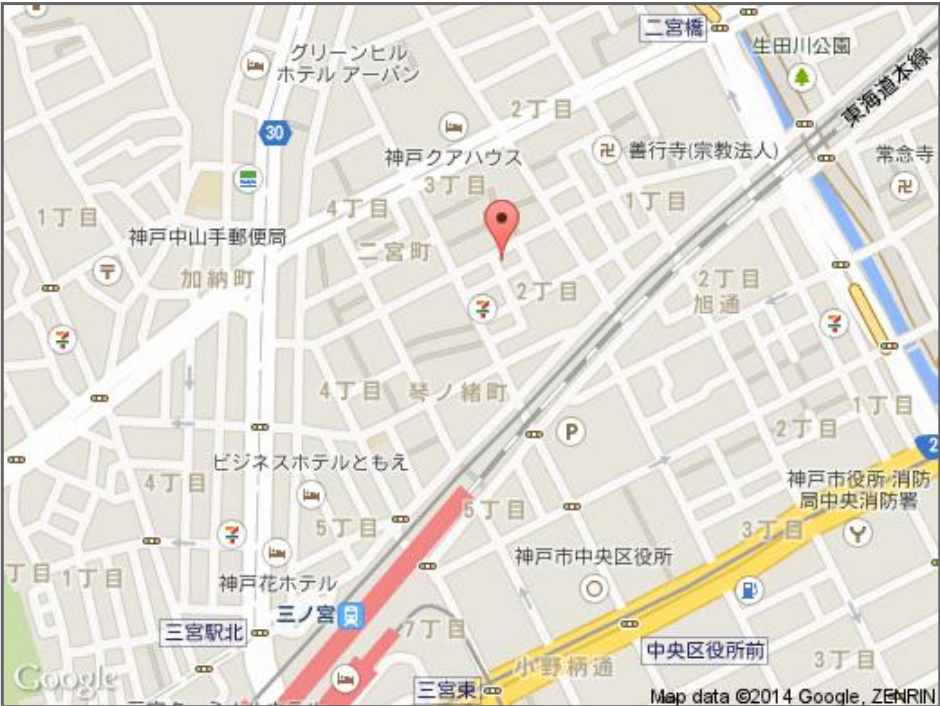 二宮橋
生田川公園
グリーンヒル
ホテル アーバン
東海道本線
2丁目
30
神戸クアハウス
善行寺(宗教法人)
常念寺
3丁目
1丁目
1丁目
4丁目
神戸中山手郵便局
二宮町
加納町
2丁目
2丁目
旭通
4丁目
琴ノ緒町
1丁目
2丁目
2
ビジネスホテルともえ
4丁目
神戸市役所 消防
局中央消防署
5丁目
5丁目
3丁目
神戸市中央区役所
丁目
1丁目
神戸花ホテル
三ノ宮
三宮駅北
7丁目
中央区役所前
小野柄通
3丁目
Google
三宮東
Map data ©2014 Google, ZENRIN